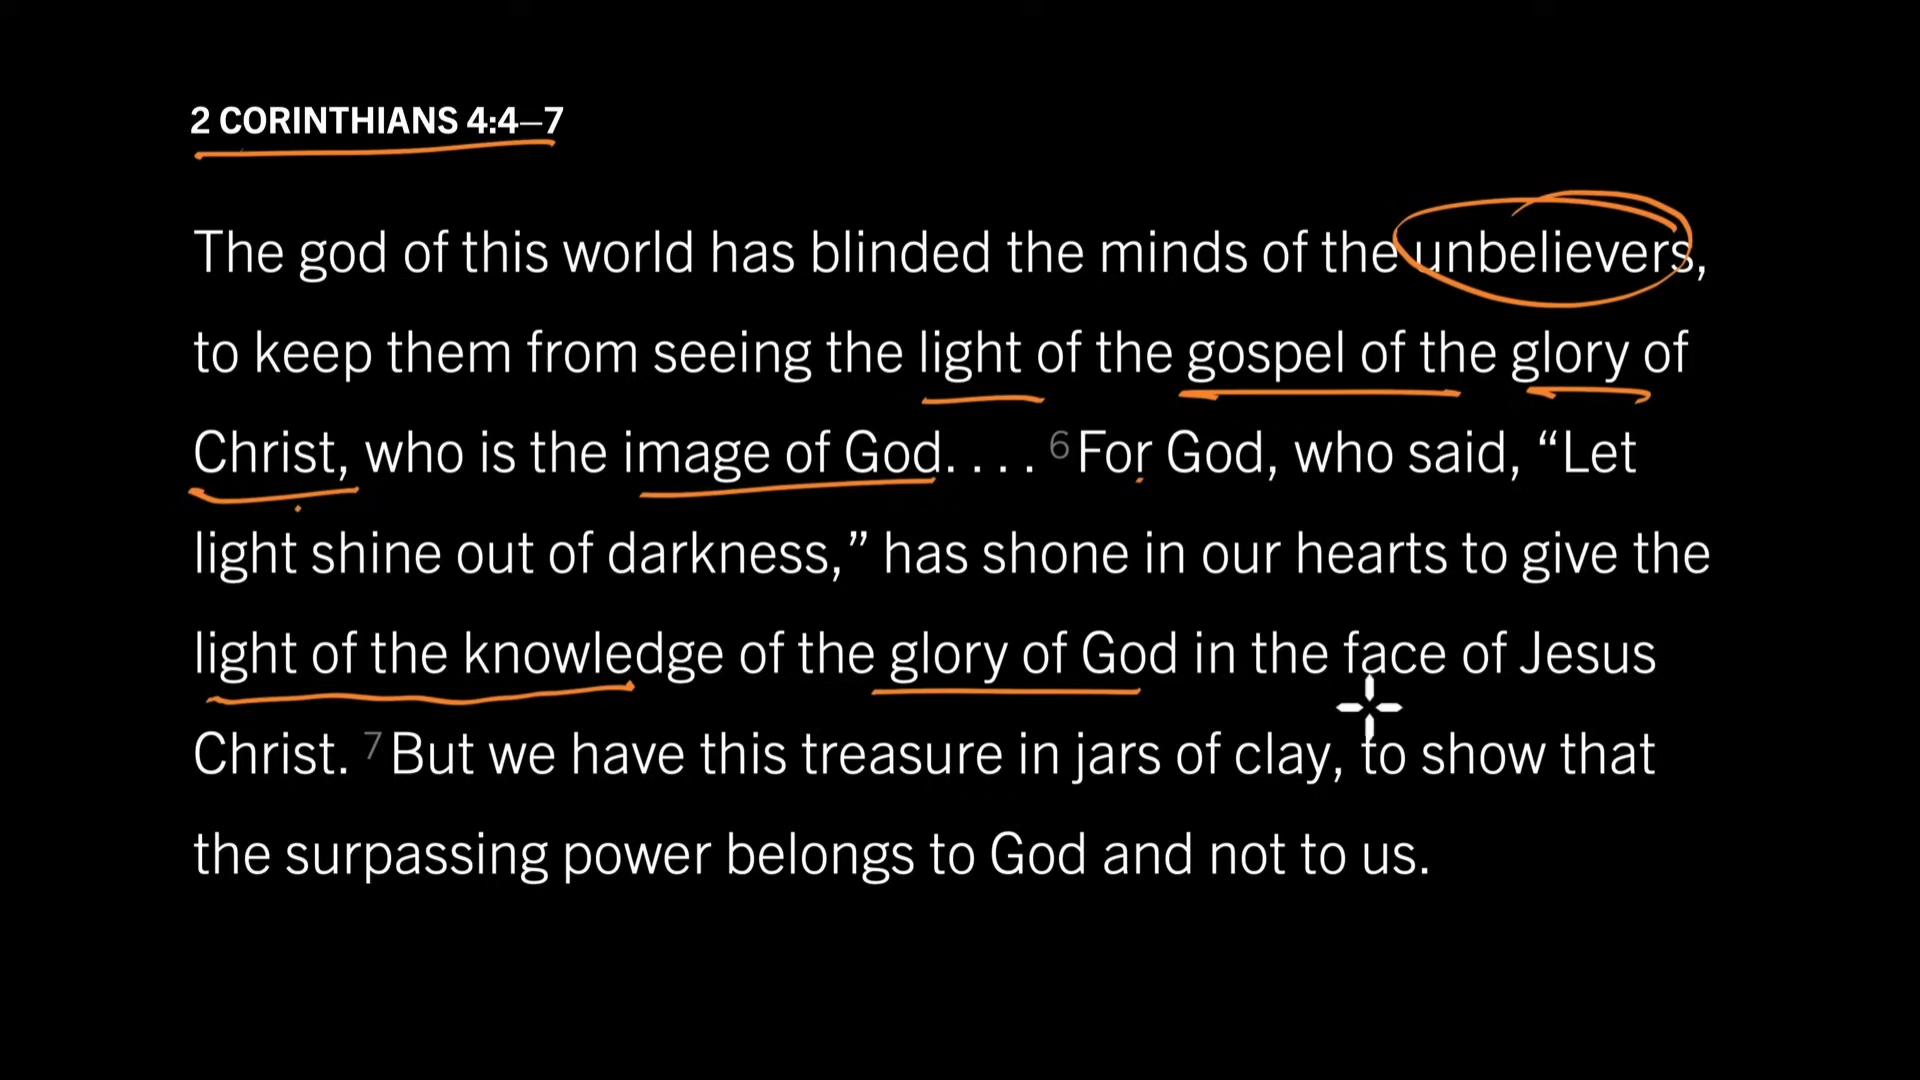 2 CORINTHIANS 4:4–7
The god of this world has blinded the minds of the unbelievers,
to keep them from seeing the light of the gospel of the glory of
Christ, who is the image of God. . . . 6 For God, who said, “Let
light shine out of darkness,” has shone in our hearts to give the
light of the knowledge of the glory of God in the face of Jesus
Christ. 7 But we have this treasure in jars of clay, to show that
the surpassing power belongs to God and not to us.